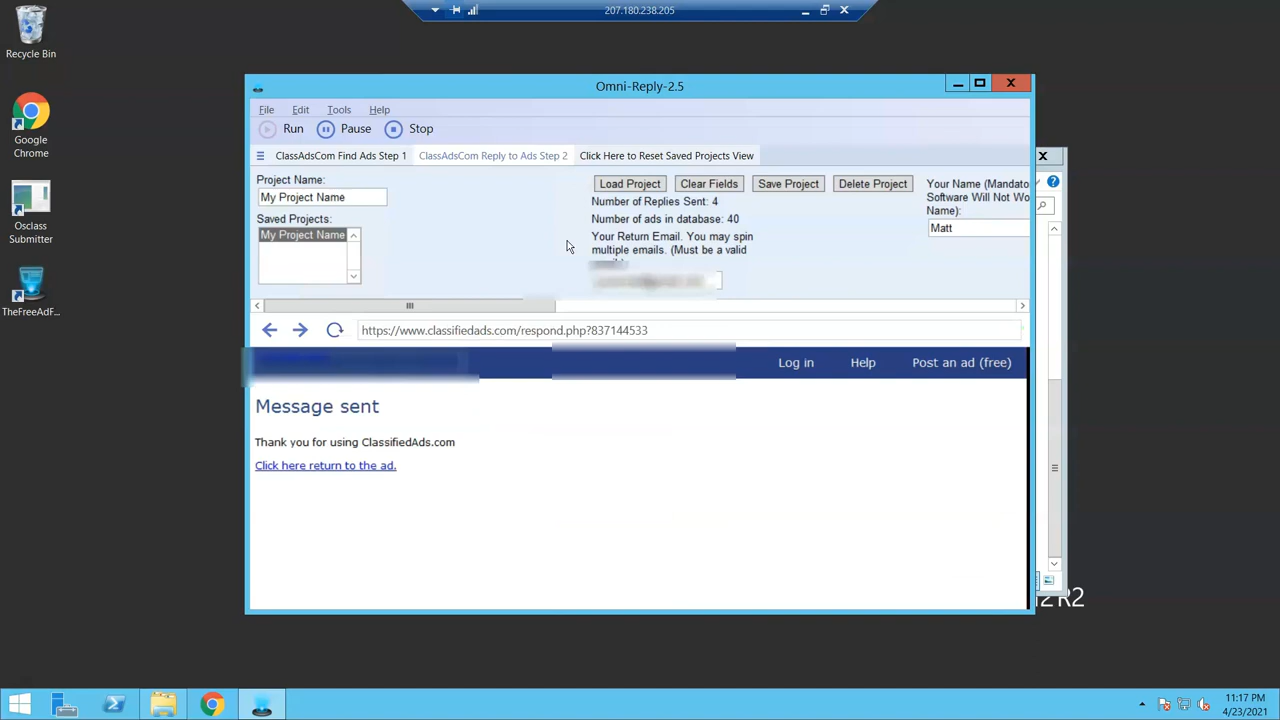 207.180.238.205
Recycle Bin
Google
Chrome
Osclass
Submitter
TheFreeAdF...
Omni-Reply-2.5
File Edit Tools Help
Run Pause Stop
ClassAdsCom Find Ads Step 1 ClassAdsCom Reply to Ads Step 2 Click Here to Reset Saved Projects View
Project Name:
My Project Name
Saved Projects:
My Project Name
Load Project Clear Fields Save Project Delete Project
Number of Replies Sent: 4
Number of ads in database: 40
Your Return Email. You may spin
multiple emails. (Must be a valid
Your Name (Mandato
Software Will Not Wo
Name):
Matt
https://www.classifiedads.com/respond.php?837144533
Log in Help Post an ad (free)
Message sent
Thank you for using ClassifiedAds.com
Click here return to the ad.
R2
11:17 PM
4/23/2021